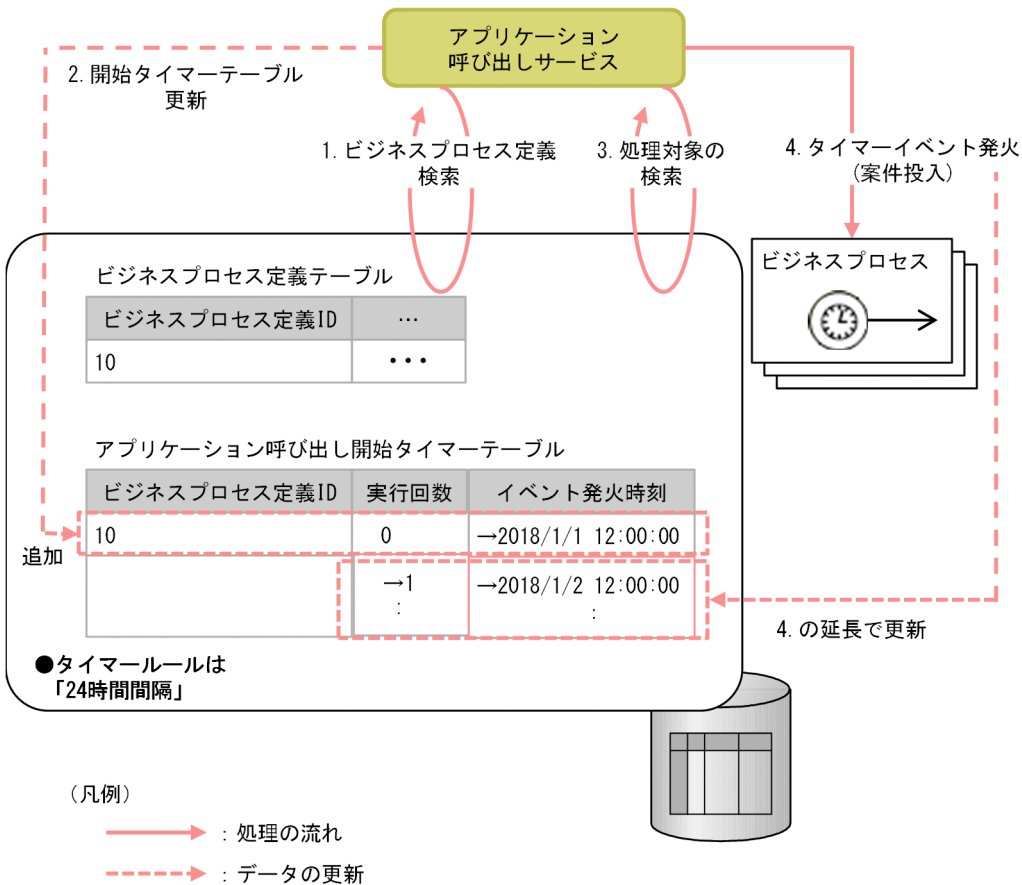 アプリケーション
呼び出しサービス
2. 開始タイマーテーブル
更新
1. ビジネスプロセス定義
検索
3. 処理対象の
検索
4. タイマーイベント発火
(案件投入)
ビジネスプロセス
ビジネスプロセス定義テーブル
ビジネスプロセス定義ID …
10 ・・・
アプリケーション呼び出し開始タイマーテーブル
ビジネスプロセス定義ID 実行回数 イベント発火時刻
10 0 →2018/1/1 12:00:00
追加
→1 →2018/1/2 12:00:00
: :
4. の延長で更新
●タイマールールは
「24時間間隔」
(凡例)
: 処理の流れ
: データの更新